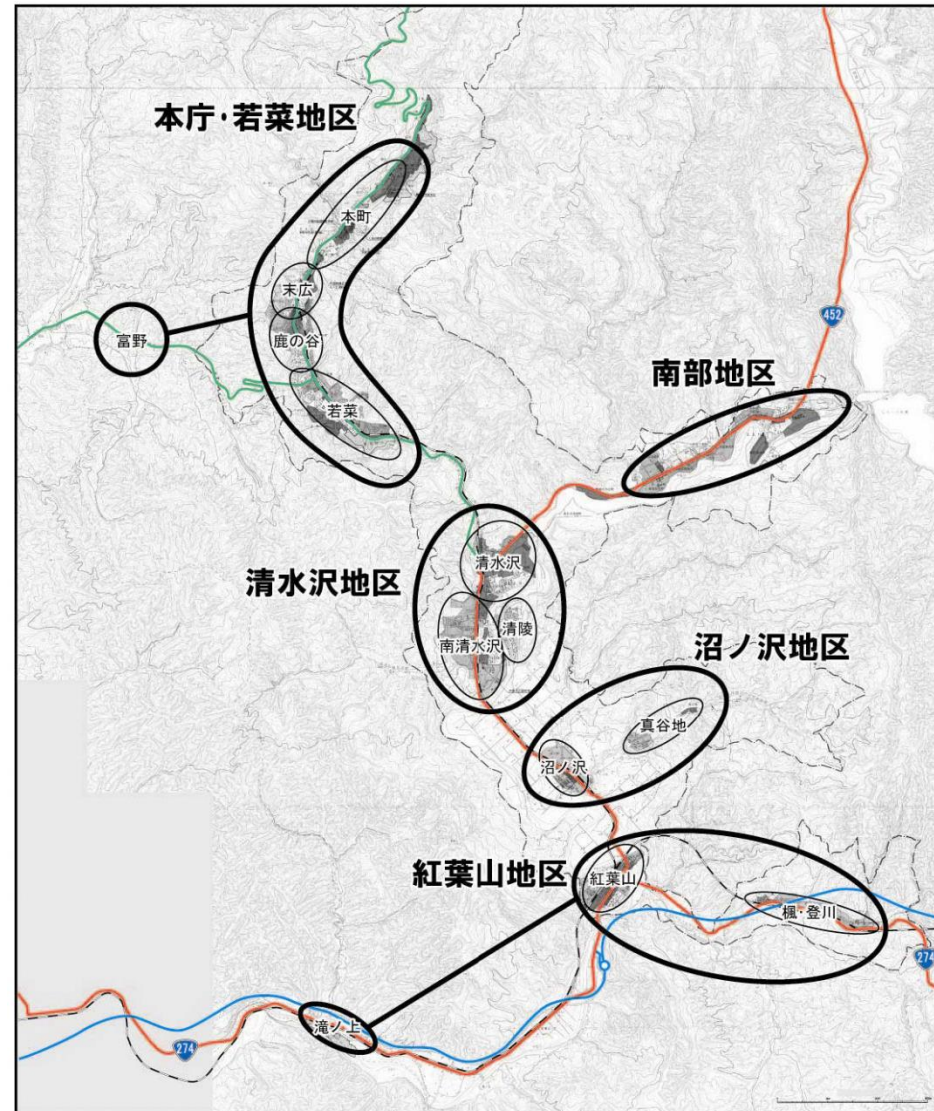 本庁・若菜地区
本町
末広
富野
鹿の谷
452
南部地区
若菜
清水沢
清水沢地区
清陵
南清水沢
沼ノ沢地区
真谷地
沼ノ沢
紅葉山地区
紅葉山
楓・登川
274
滝ノ上
274